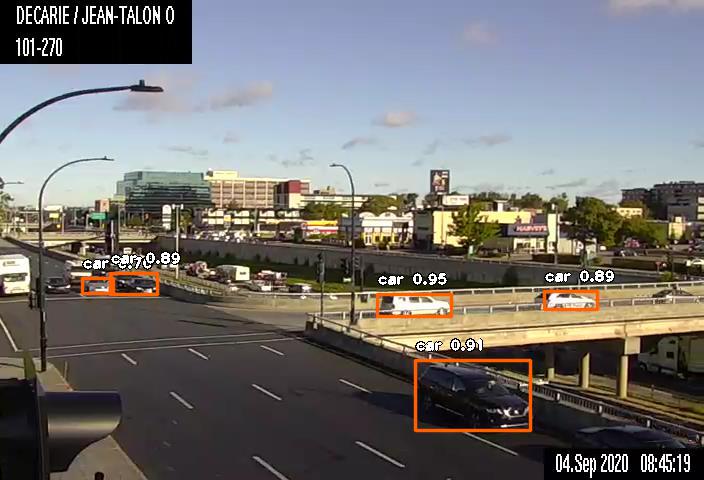 DECARIE / JEAN-TALON O
101-270
car 0.89
car 0.95
car 0.89
car 0.91
HARVEY'S
04.Sep 2020 08:45:19